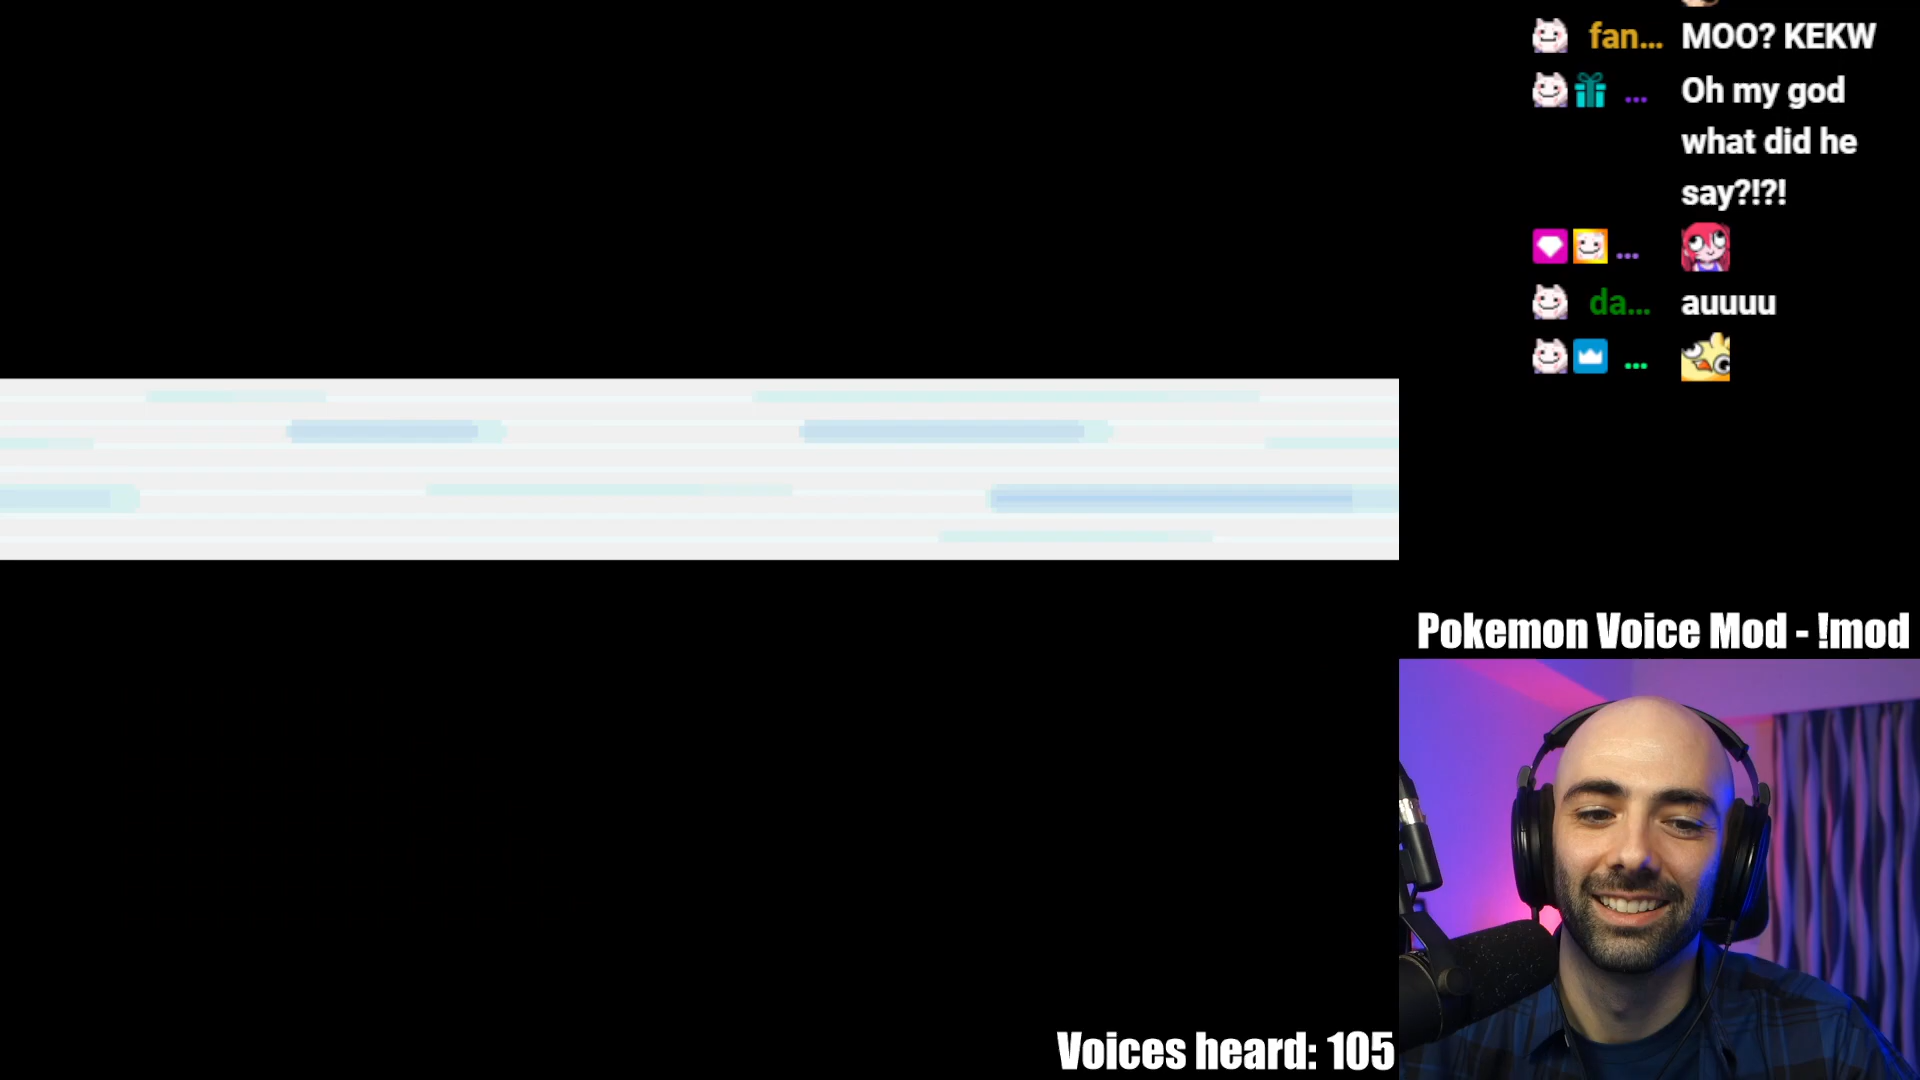 fan... MOO? KEKW
... Oh my god
what did he
say?!?!
...
da... auuuu
...
Pokemon Voice Mod - !mod
Voices heard: 105